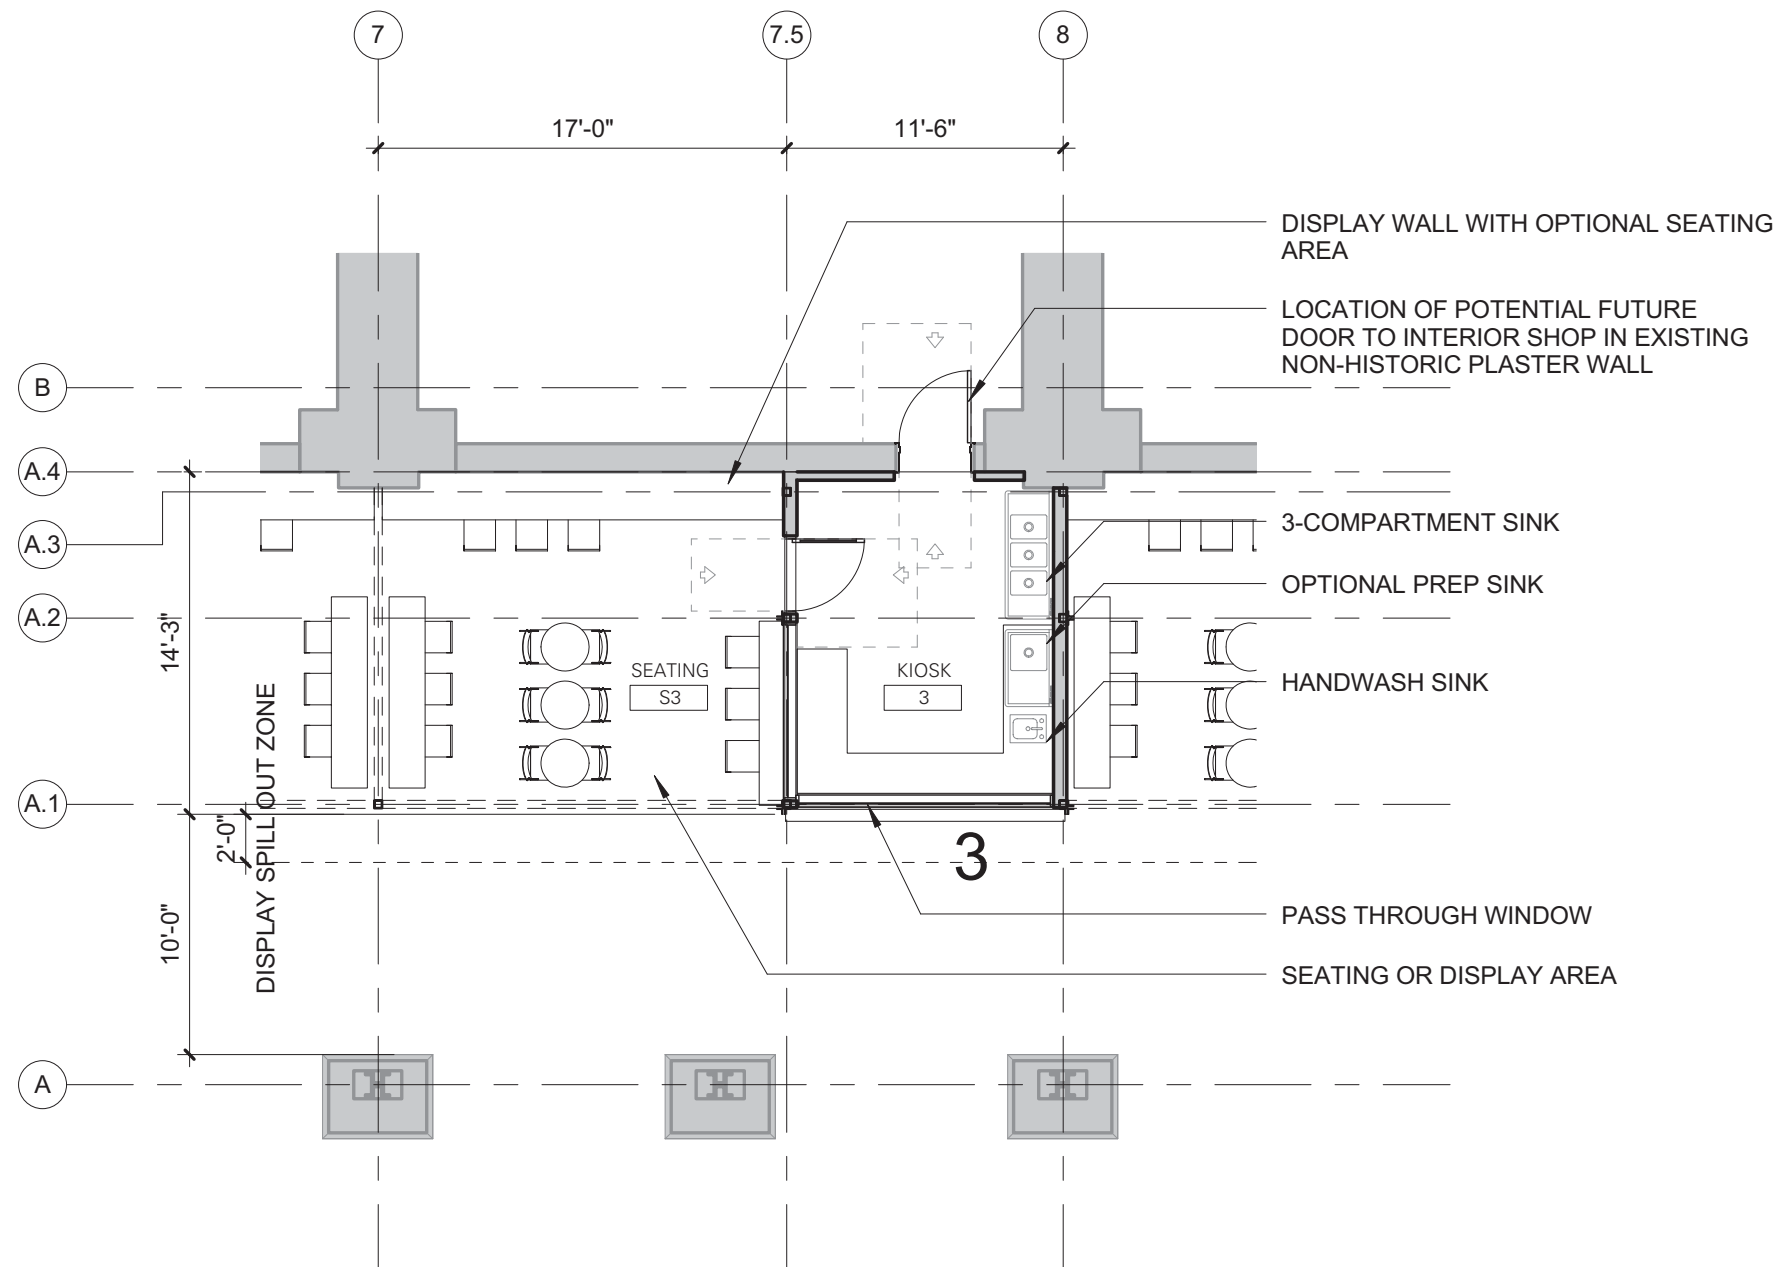 7
7.5
8
17'-0"
11'-6"
DISPLAY WALL WITH OPTIONAL SEATING
AREA
LOCATION OF POTENTIAL FUTURE
DOOR TO INTERIOR SHOP IN EXISTING
NON-HISTORIC PLASTER WALL
B
A.4
A.3
3-COMPARTMENT SINK
OPTIONAL PREP SINK
A.2
14'-3"
SEATING
S3
KIOSK
3
HANDWASH SINK
A.1
2'-0"
DISPLAY SPILL OUT ZONE
3
10'-0"
PASS THROUGH WINDOW
SEATING OR DISPLAY AREA
A